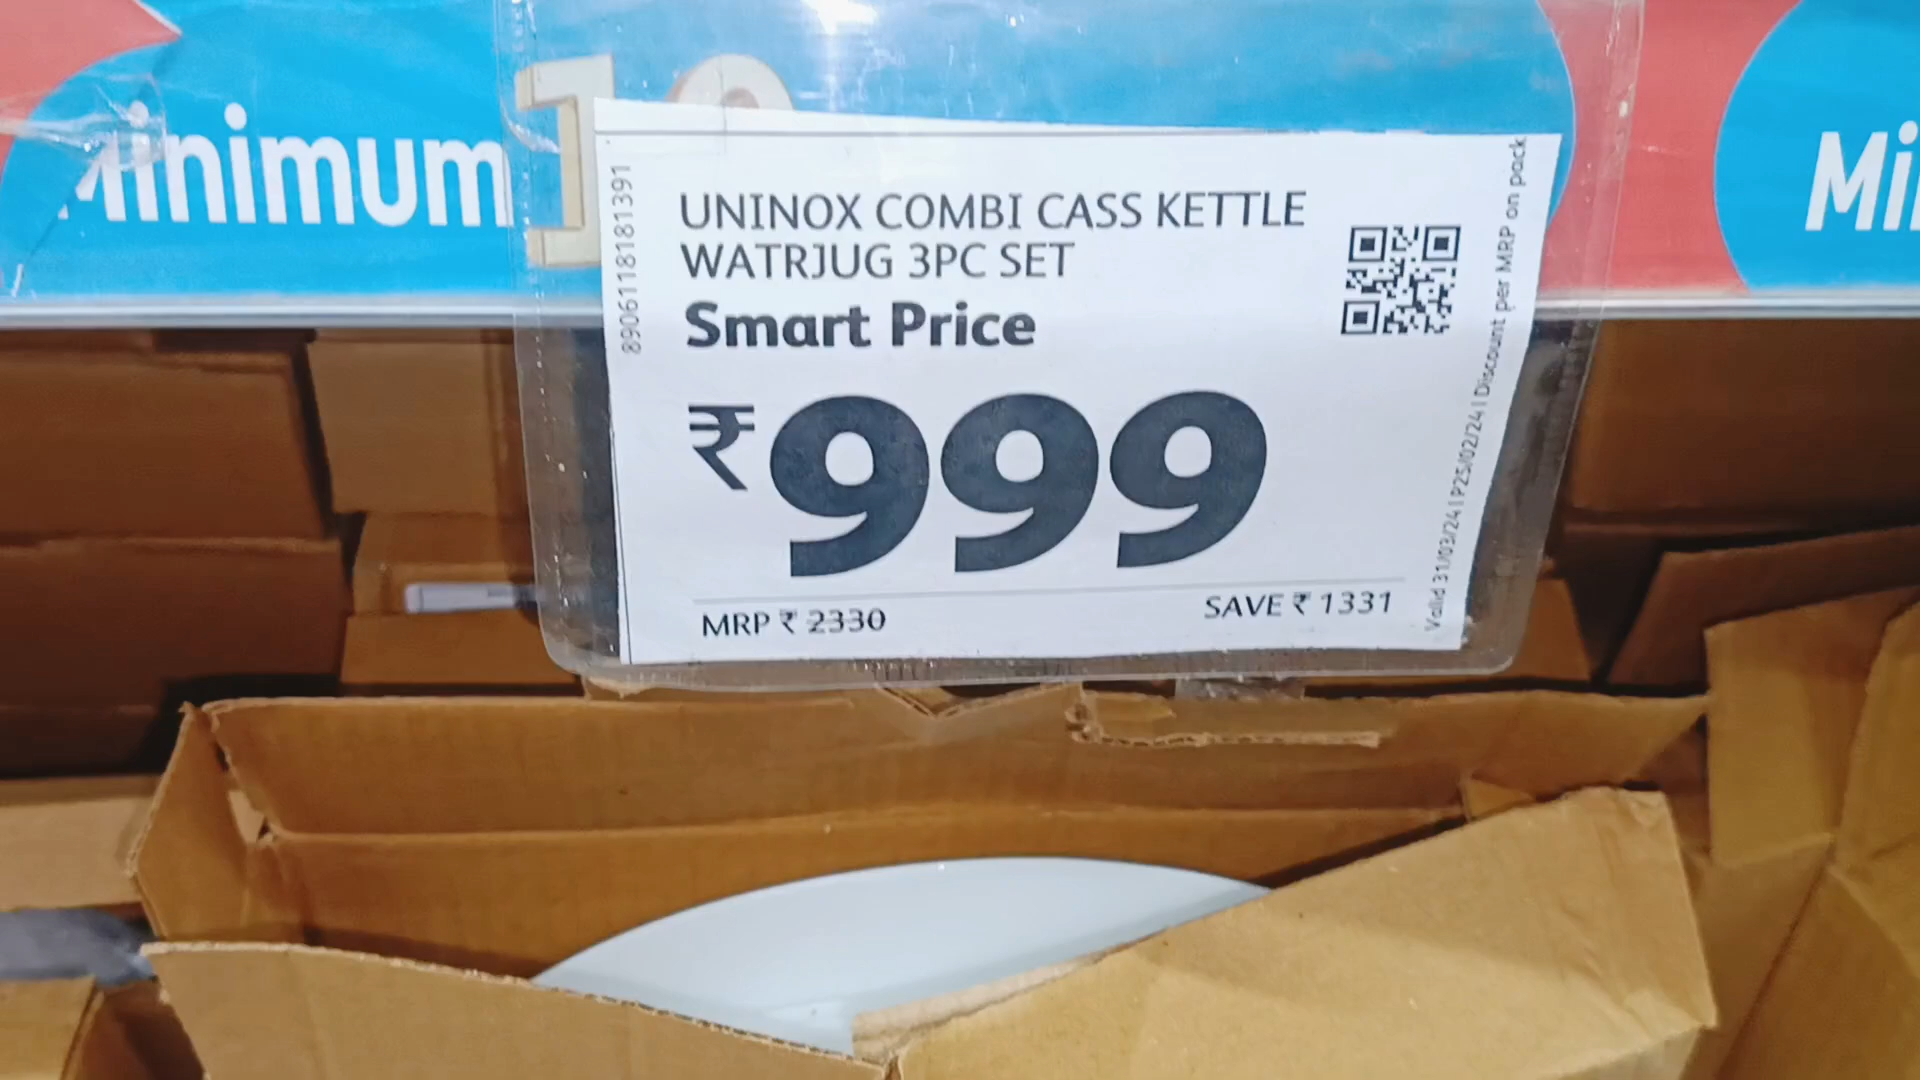 Minimum
10
Mi
8906118181391
UNINOX COMBI CASS KETTLE
WATRJUG 3PC SET
Smart Price
₹999
MRP ₹ 2330
SAVE ₹ 1331
Valid 31/03/24 | P25/02/24 | Discount per MRP on pack